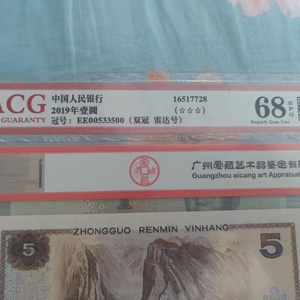 ACG
GUARANTY
中国人民银行
2019年壹圆
冠号：EE00533500（双冠 雷达号）
16517728
(☆☆☆)
68 EPQ
Superb Gem Unc
广州爱藏艺术品鉴定有
Guangzhou aicang art Appraisal
ZHONGGUO RENMIN YINHANG
5
5